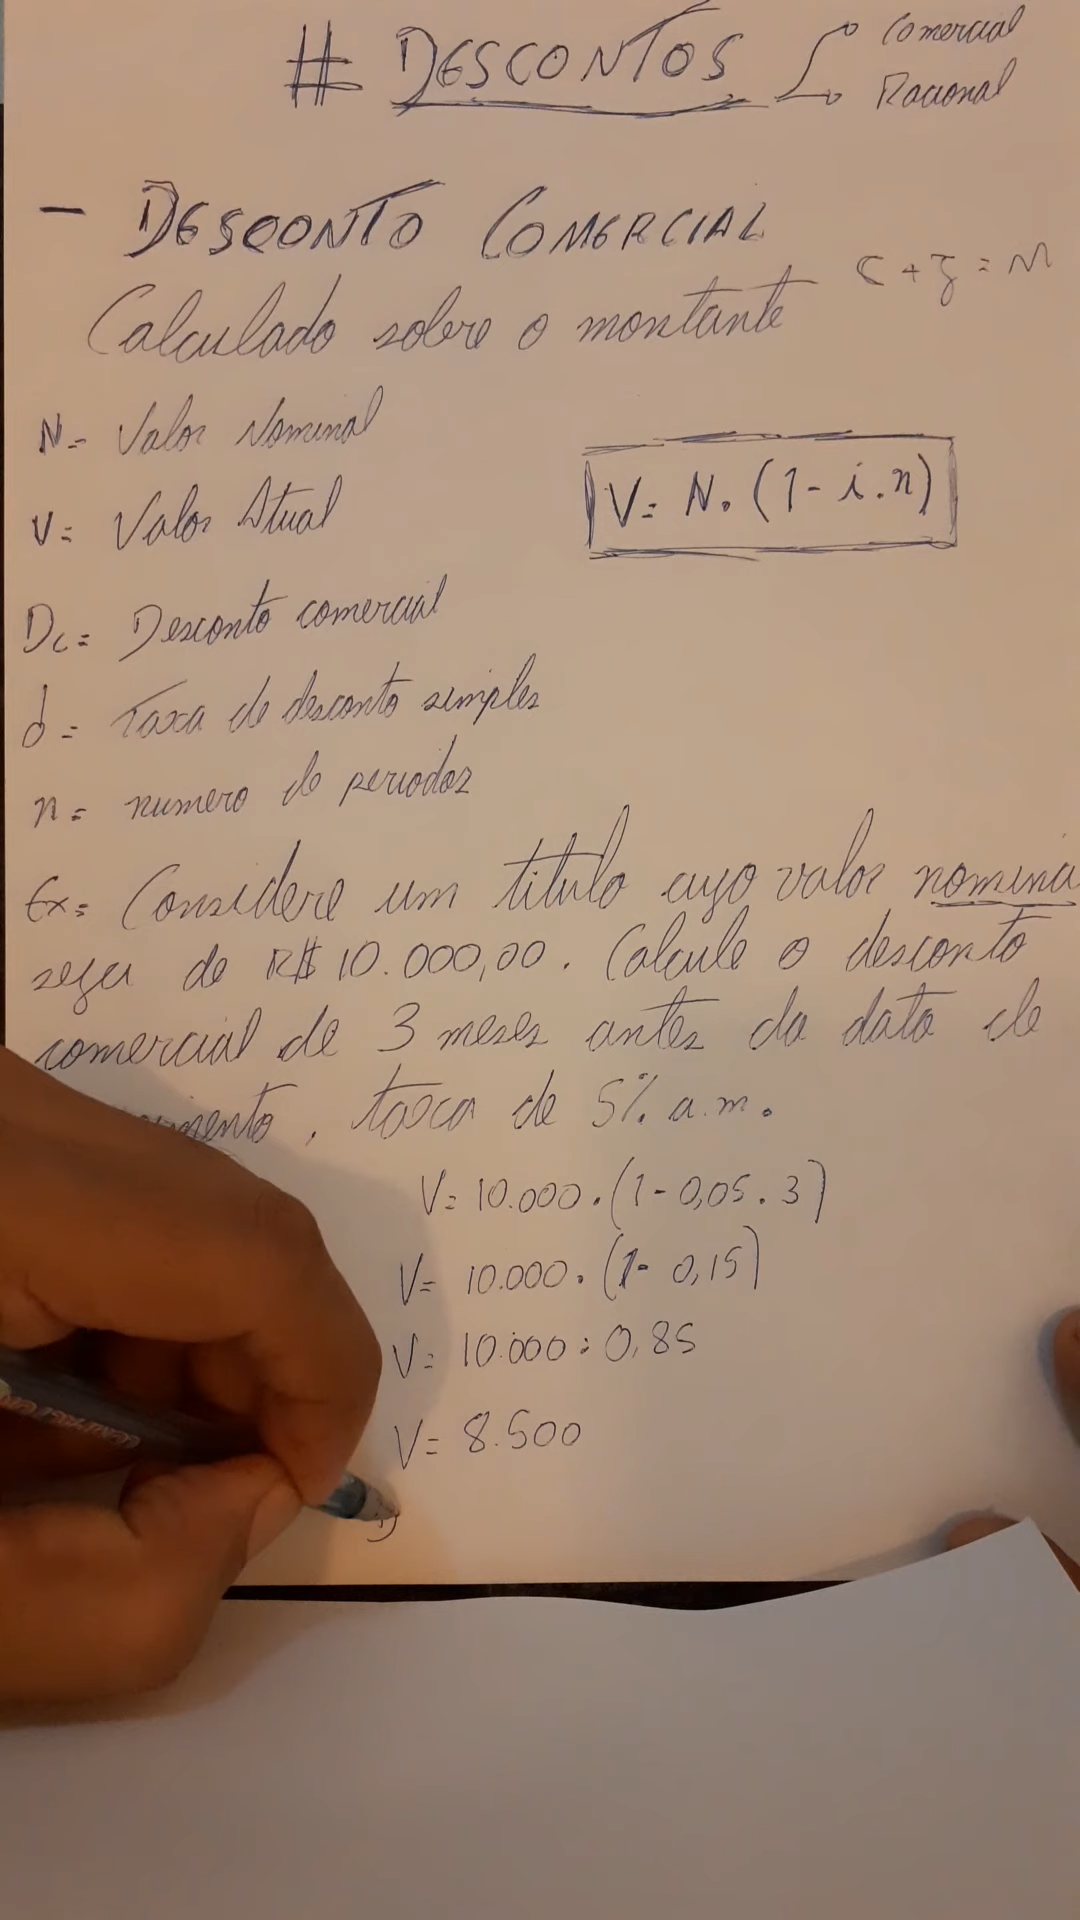 # DESCONTOS
Comercial
Racional
- DESCONTO COMERCIAL
C + J = M
Calculado sobre o montante
N= Valor Nominal
V= Valor Atual
V= N. (1- i.n)
Dc= Desconto comercial
d= Taxa de desconto simples
n= numero de periodos
Ex= Considere um titulo cujo valor nomina
seja de R$ 10.000,00. Calcule o desconto
comercial de 3 meses antes da data de
mento, taxa de 5% a.m.
V= 10.000.(1-0,05.3)
V= 10.000.(1- 0,15)
V= 10.000 . 0,85
V= 8.500